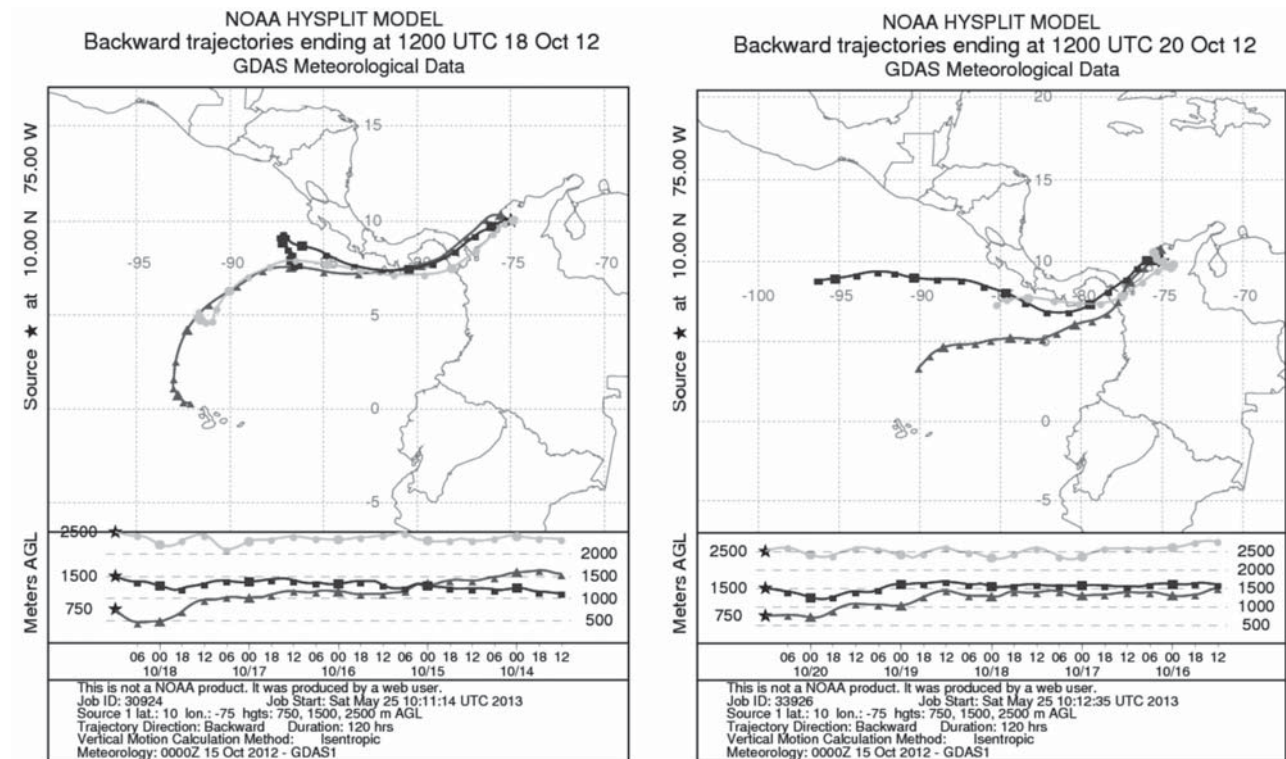 NOAA HYSPLIT MODEL
Backward trajectories ending at 1200 UTC 18 Oct 12
GDAS Meteorological Data
Source ★ at 10.00 N 75.00 W
15
10
-95
-90
-85
-80
-75
-70
5
0
-5
Meters AGL
2500
1500
750
2000
1500
1000
500
06 00 18 12 06 00 18 12 06 00 18 12 06 00 18 12 06 00 18 12
10/18 10/17 10/16 10/15 10/14
This is not a NOAA product. It was produced by a web user.
Job ID: 30924 Job Start: Sat May 25 10:11:14 UTC 2013
Source 1 lat.: 10 lon.: -75 hgts: 750, 1500, 2500 m AGL
Trajectory Direction: Backward Duration: 120 hrs
Vertical Motion Calculation Method: Isentropic
Meteorology: 0000Z 15 Oct 2012 - GDAS1
NOAA HYSPLIT MODEL
Backward trajectories ending at 1200 UTC 20 Oct 12
GDAS Meteorological Data
Source ★ at 10.00 N 75.00 W
20
15
10
-100
-95
-90
-85
-80
-75
-70
0
-5
Meters AGL
2500
1500
750
2500
2000
1500
1000
500
06 00 18 12 06 00 18 12 06 00 18 12 06 00 18 12 06 00 18 12
10/20 10/19 10/18 10/17 10/16
This is not a NOAA product. It was produced by a web user.
Job ID: 33926 Job Start: Sat May 25 10:12:35 UTC 2013
Source 1 lat.: 10 lon.: -75 hgts: 750, 1500, 2500 m AGL
Trajectory Direction: Backward Duration: 120 hrs
Vertical Motion Calculation Method: Isentropic
Meteorology: 0000Z 15 Oct 2012 - GDAS1